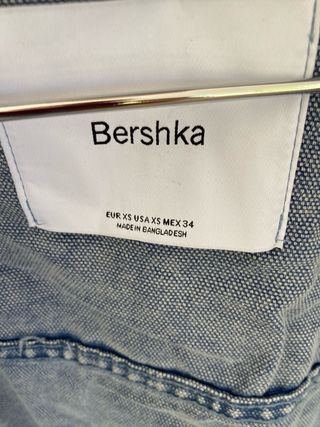 Bershka
EUR XS USA XS MEX 34
MADE IN BANGLADESH